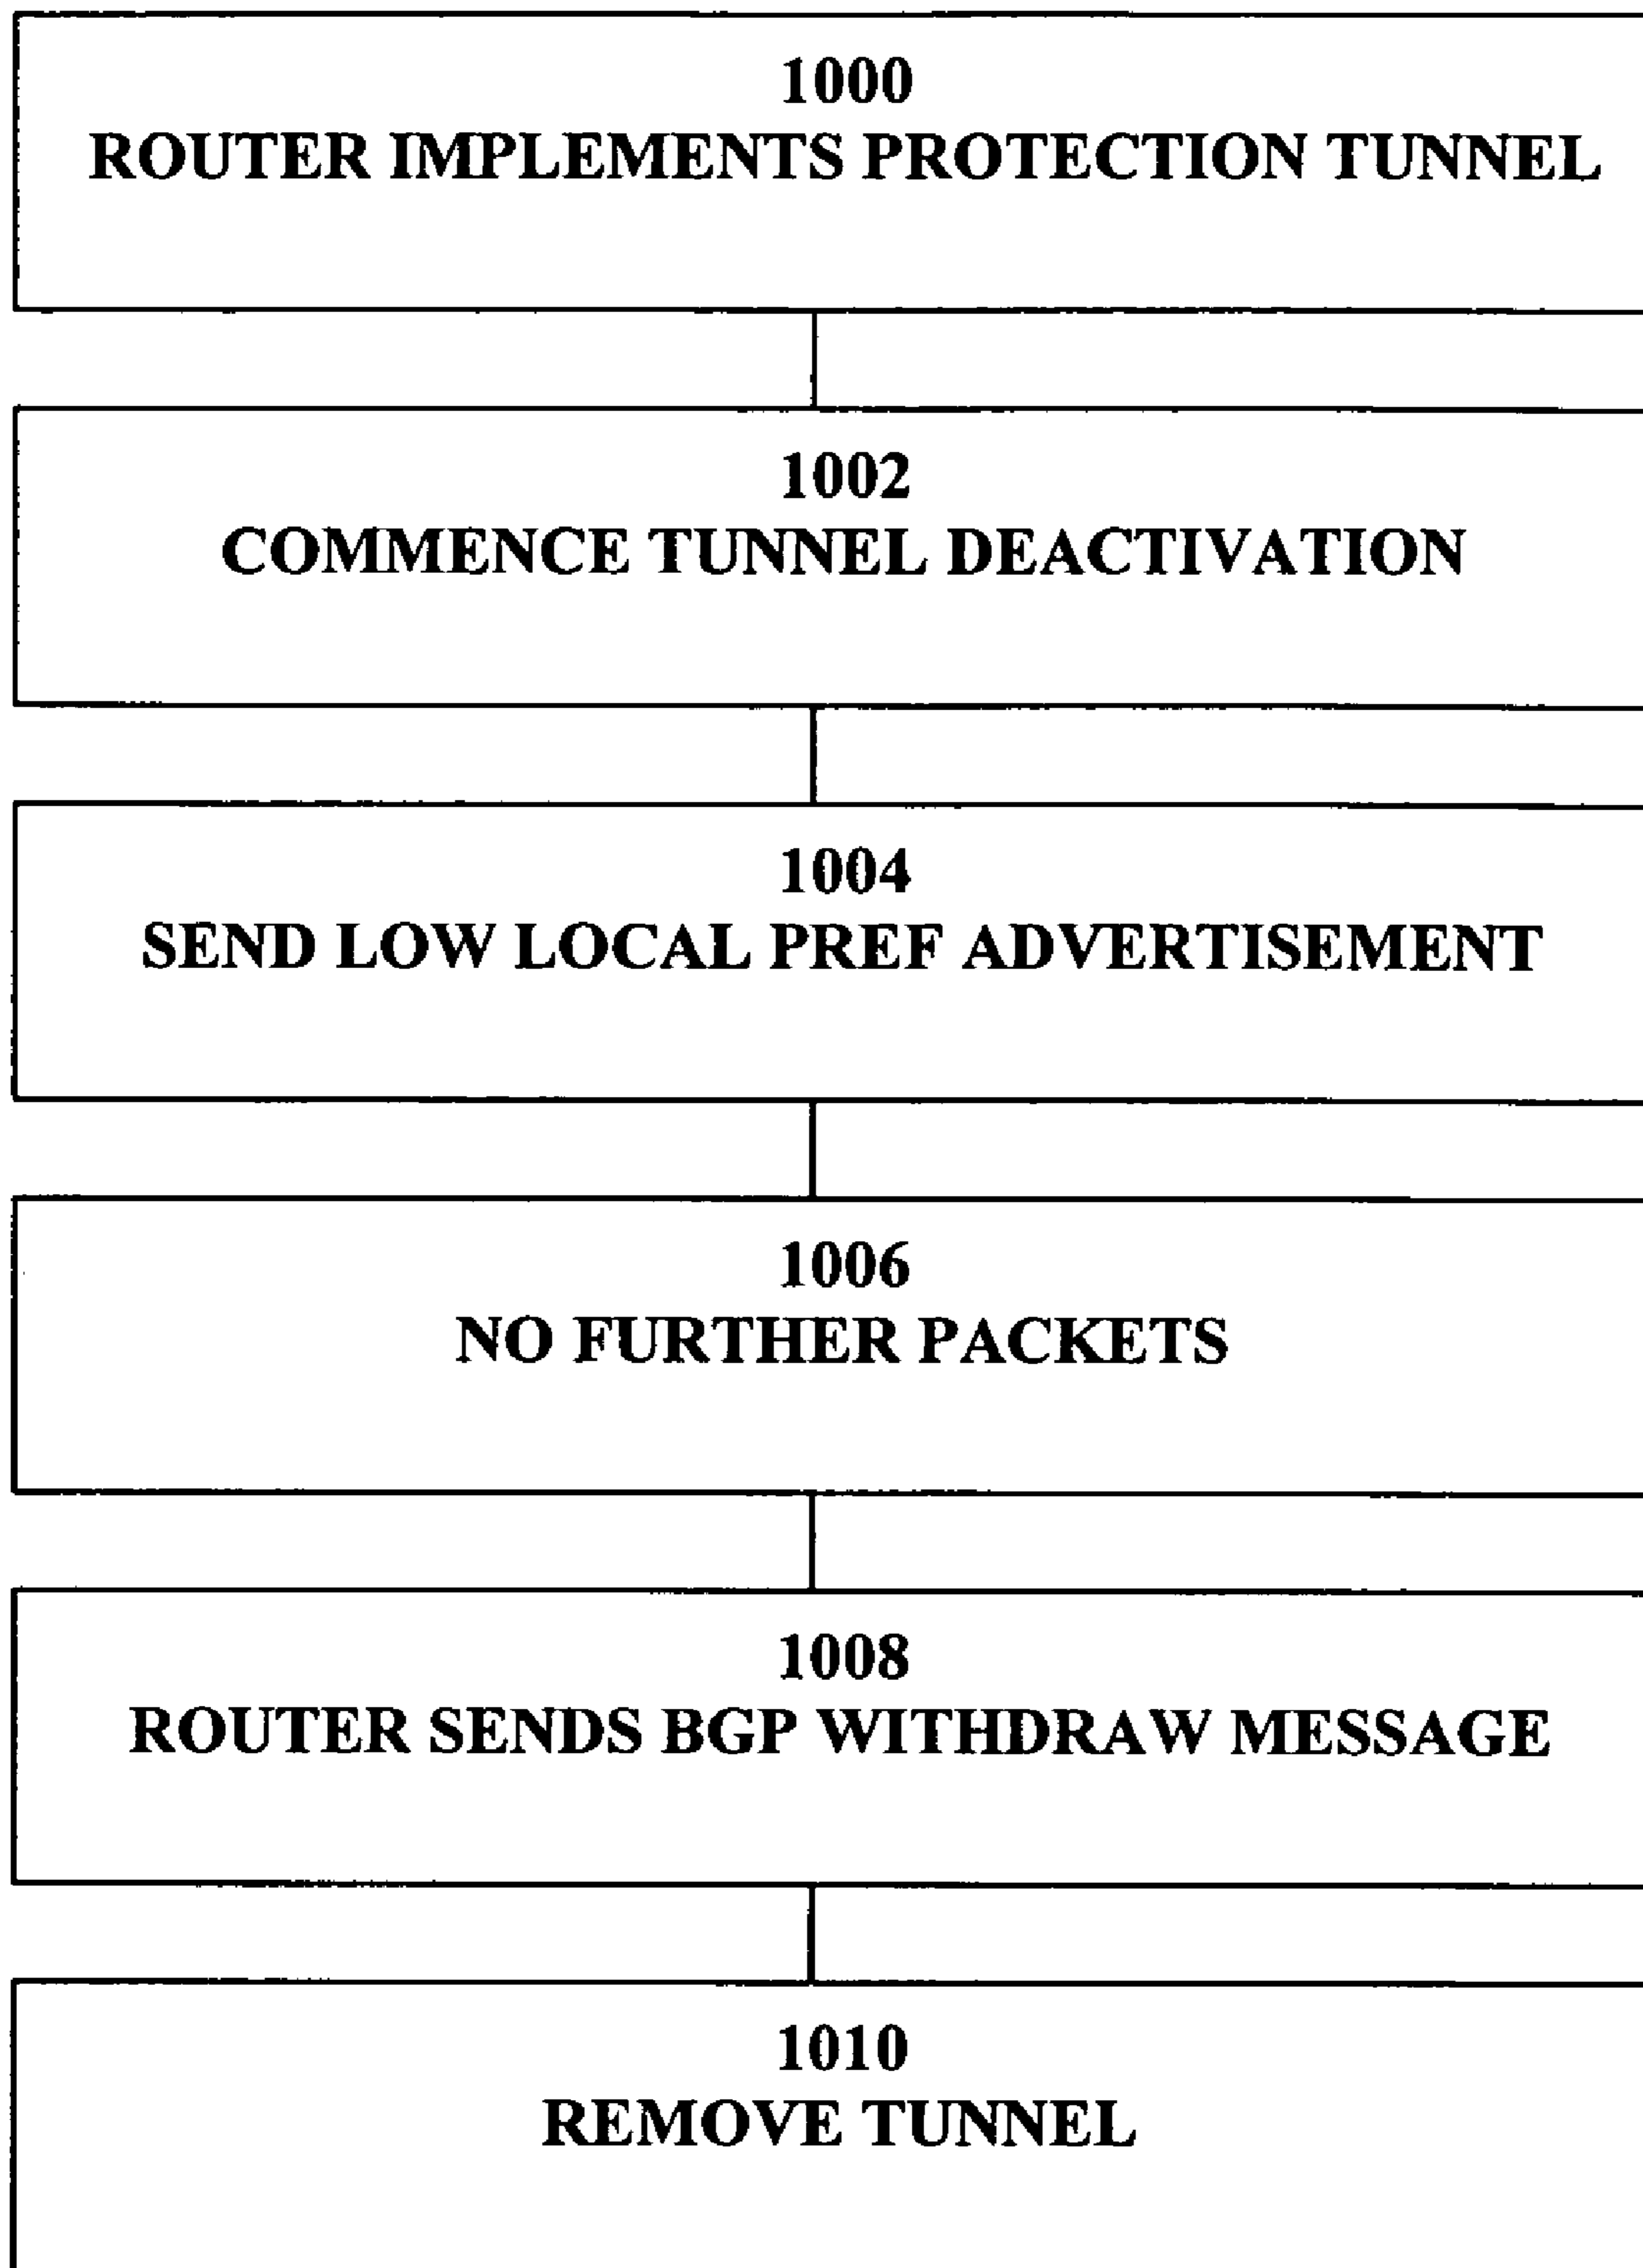 1000
ROUTER IMPLEMENTS PROTECTION TUNNEL
1002
COMMENCE TUNNEL DEACTIVATION
1004
SEND LOW LOCAL PREF ADVERTISEMENT
1006
NO FURTHER PACKETS
1008
ROUTER SENDS BGP WITHDRAW MESSAGE
1010
REMOVE TUNNEL